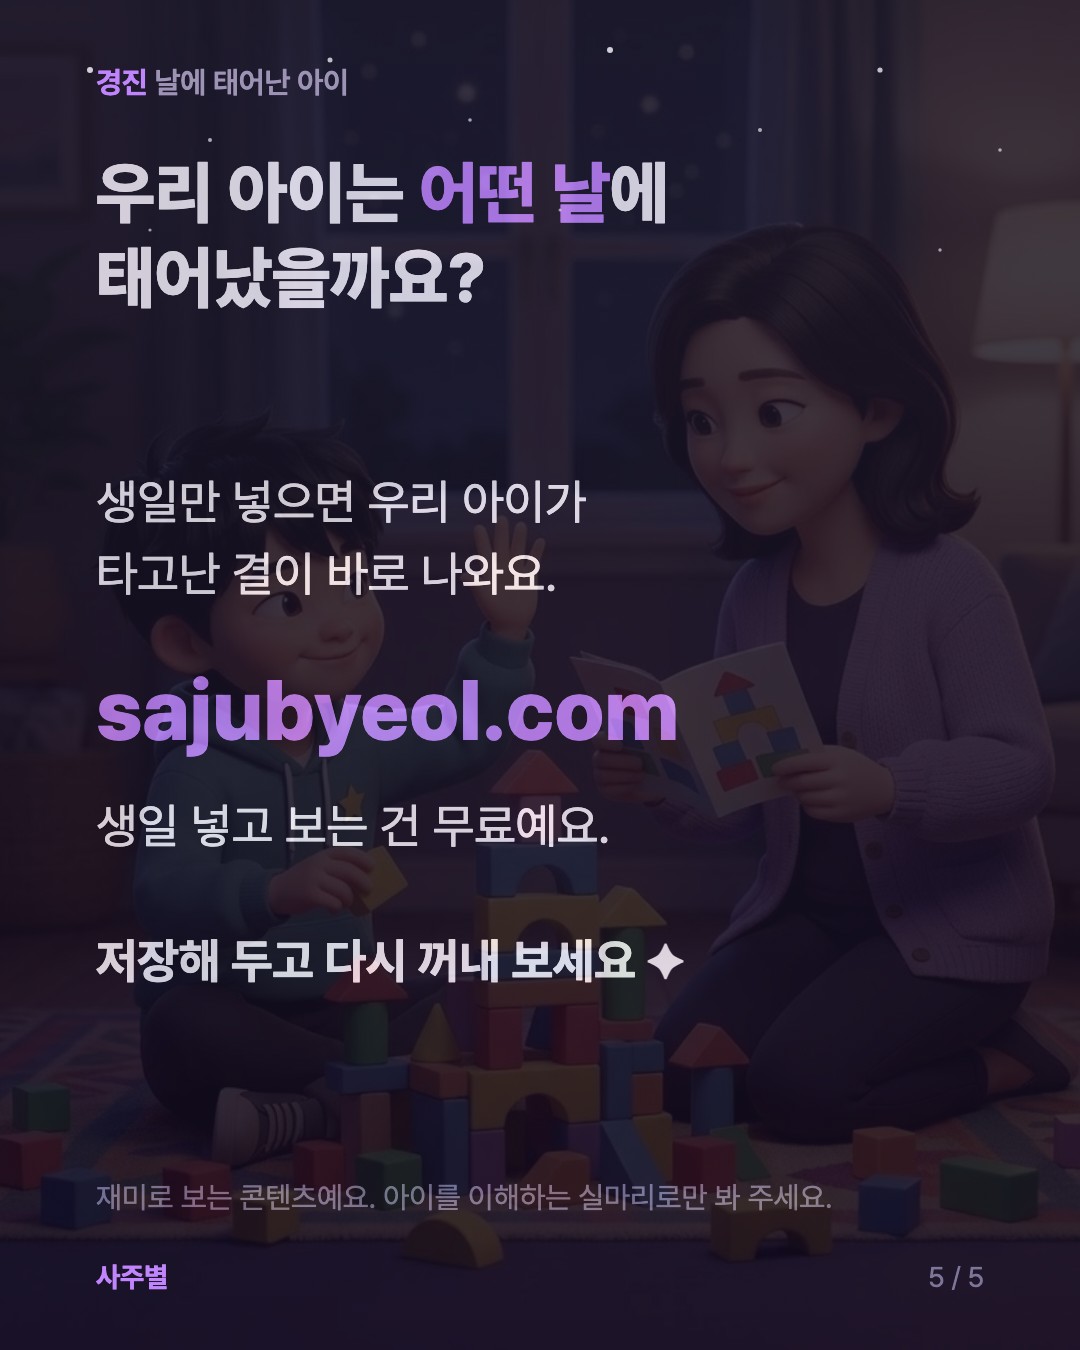 경진 날에 태어난 아이
우리 아이는 어떤 날에
태어났을까요?
생일만 넣으면 우리 아이가
타고난 결이 바로 나와요.
sajubyeol.com
생일 넣고 보는 건 무료예요.
저장해 두고 다시 꺼내 보세요 ✦
재미로 보는 콘텐츠예요. 아이를 이해하는 실마리로만 봐 주세요.
사주별
5 / 5